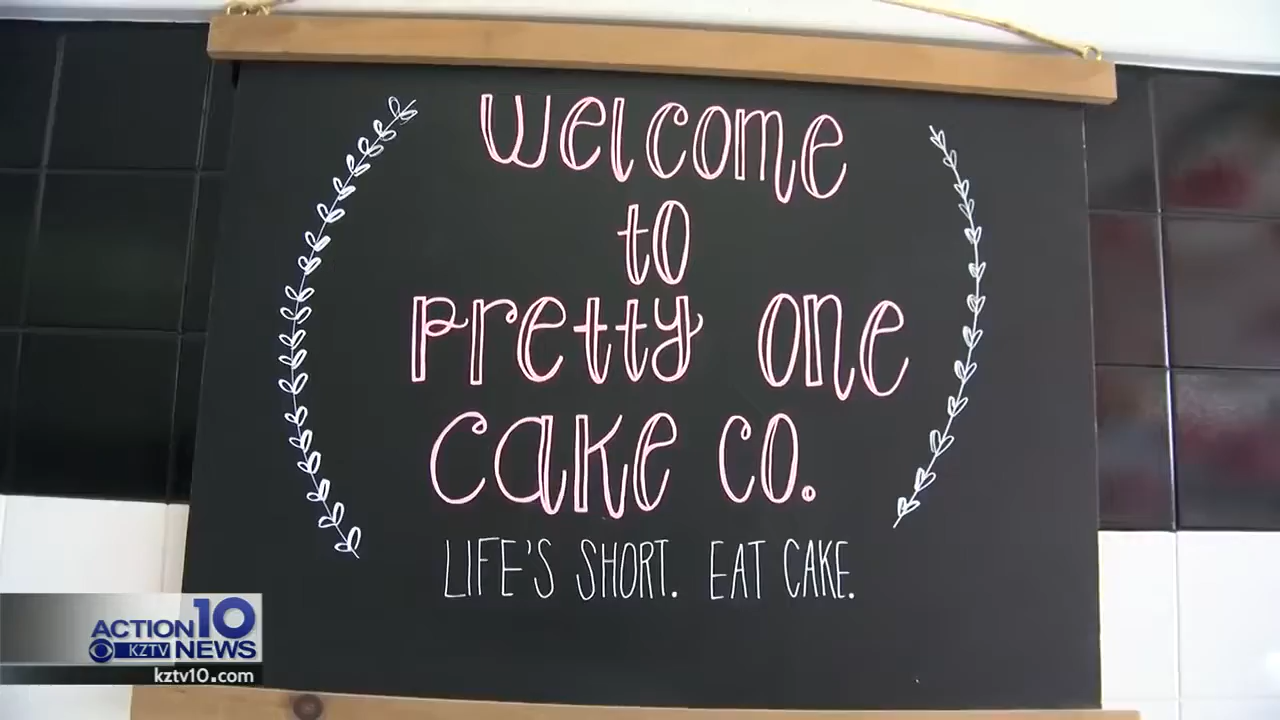 Welcome
to
Pretty One
Cake Co.
LIFE'S SHORT. EAT CAKE.
ACTION 10
KZTV NEWS
kztv10.com